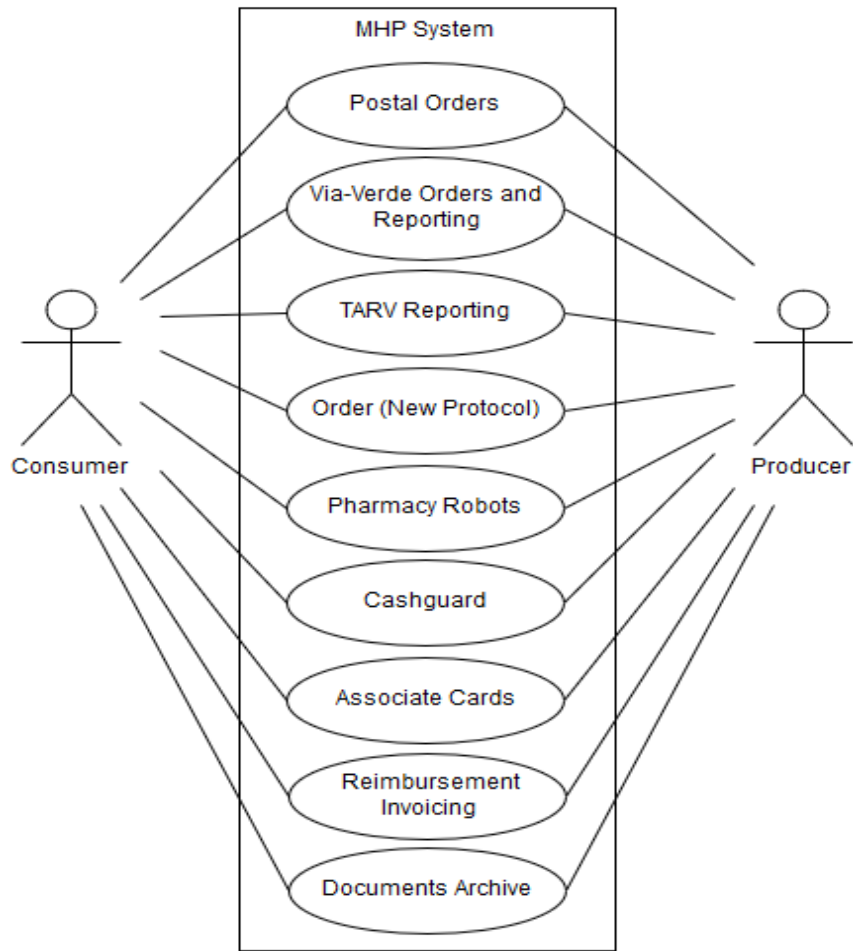 MHP System
Postal Orders
Via-Verde Orders and
Reporting
TARV Reporting
Order (New Protocol)
Consumer
Producer
Pharmacy Robots
Cashguard
Associate Cards
Reimbursement
Invoicing
Documents Archive